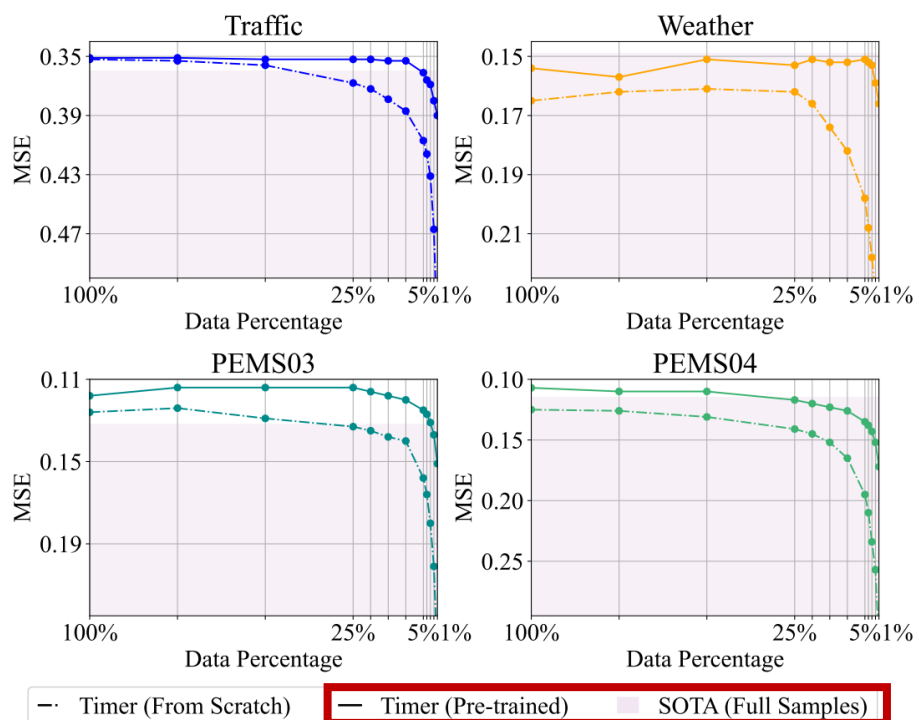 Traffic
Weather
0.35
0.39
0.43
0.47
MSE
100%
25%
5%
1%
Data Percentage
0.15
0.17
0.19
0.21
MSE
100%
25%
5%
1%
Data Percentage
PEMS03
PEMS04
0.11
0.15
0.19
MSE
100%
25%
5%
1%
Data Percentage
0.10
0.15
0.20
0.25
MSE
100%
25%
5%
1%
Data Percentage
Timer (From Scratch)
Timer (Pre-trained)
SOTA (Full Samples)